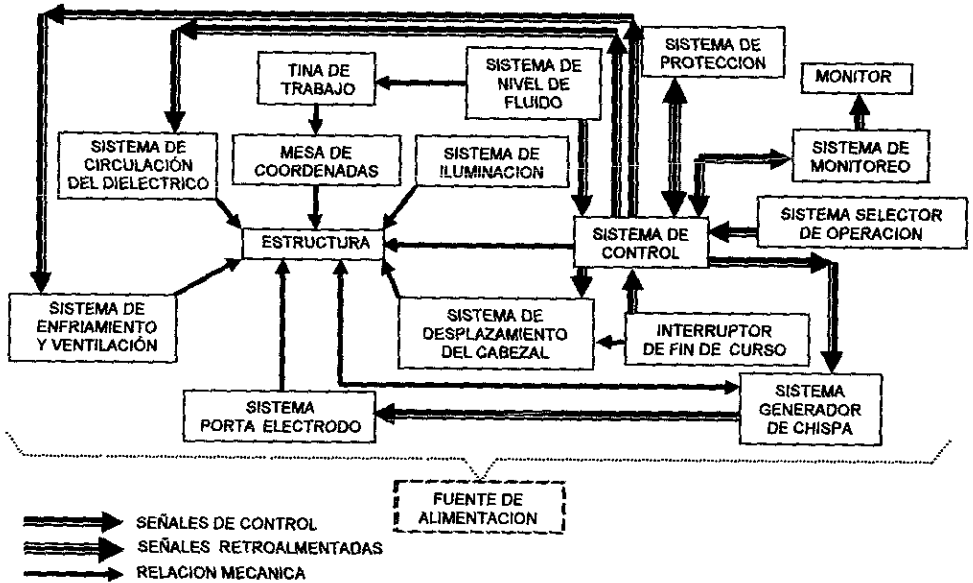 SISTEMA DE
PROTECCION
TINA DE
TRABAJO
SISTEMA DE
NIVEL DE
FLUIDO
MONITOR
SISTEMA DE
CIRCULACIÓN
DEL DIELECTRICO
MESA DE
COORDENADAS
SISTEMA DE
ILUMINACION
SISTEMA DE
MONITOREO
SISTEMA SELECTOR
DE OPERACION
ESTRUCTURA
SISTEMA DE
CONTROL
SISTEMA DE
ENFRIAMIENTO
Y VENTILACIÓN
SISTEMA DE
DESPLAZAMIENTO
DEL CABEZAL
INTERRUPTOR
DE FIN DE CURSO
SISTEMA
PORTA ELECTRODO
SISTEMA
GENERADOR
DE CHISPA
FUENTE DE
ALIMENTACION
SEÑALES DE CONTROL
SEÑALES RETROALMENTADAS
RELACION MECANICA